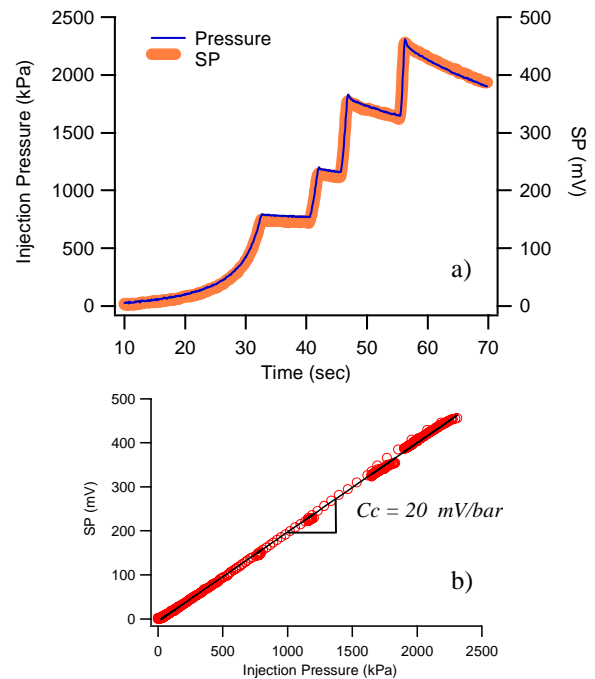 2500
2000
1500
1000
500
0
Injection Pressure (kPa)
Pressure
SP
500
400
300
200
100
0
SP (mV)
a)
10 20 30 40 50 60 70
Time (sec)
400
300
200
100
0
SP (mV)
Cc = 20 mV/bar
b)
0 500 1000 1500 2000 2500
Injection Pressure (kPa)